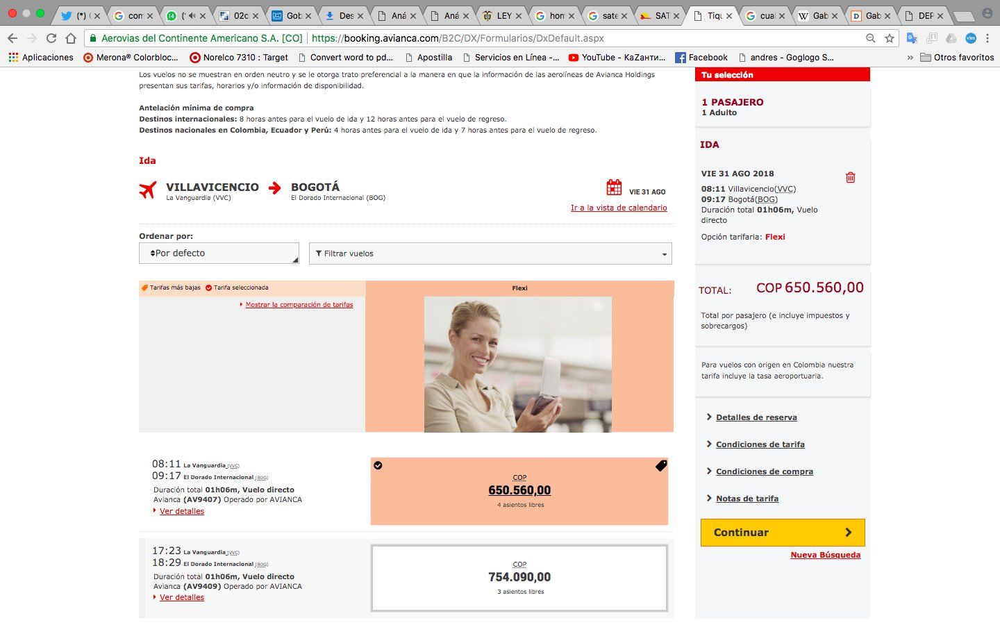 (*) (
com
(1
02c
Gob
Des
Aná
Aná
LEY
hom
sate
SAT
Tiqu
cual
Gab
Gab
DEP
Aerovias del Continente Americano S.A. [CO] | https://booking.avianca.com/B2C/DX/Formularios/DxDefault.aspx
Aplicaciones
Merona® Colorbloc...
Norelco 7310 : Target
Convert word to pd...
Apostilla
Servicios en Línea -...
YouTube - КаZанти...
Facebook
andres - Goglogo S...
»
Otros favoritos
Los vuelos no se muestran en orden neutro y se le otorga trato preferencial a la manera en que la información de las aerolíneas de Avianca Holdings
presentan sus tarifas, horarios y/o información de disponibilidad.
Antelación mínima de compra
Destinos internacionales: 8 horas antes para el vuelo de ida y 12 horas antes para el vuelo de regreso.
Destinos nacionales en Colombia, Ecuador y Perú: 4 horas antes para el vuelo de ida y 7 horas antes para el vuelo de regreso.
Ida
VILLAVICENCIO
La Vanguardia (VVC)
BOGOTÁ
El Dorado Internacional (BOG)
VIE 31 AGO
Ir a la vista de calendario
Ordenar por:
Por defecto
Filtrar vuelos
Tarifas más bajas
Tarifa seleccionada
Flexi
Mostrar la comparación de tarifas
08:11 La Vanguardia (VVC)
09:17 El Dorado Internacional (BOG)
Duración total 01h06m, Vuelo directo
Avianca (AV9407) Operado por AVIANCA
Ver detalles
COP
650.560,00
4 asientos libres
17:23 La Vanguardia (VVC)
18:29 El Dorado Internacional (BOG)
Duración total 01h06m, Vuelo directo
Avianca (AV9409) Operado por AVIANCA
Ver detalles
COP
754.090,00
3 asientos libres
Tu selección
1 PASAJERO
1 Adulto
IDA
VIE 31 AGO 2018
08:11 Villavicencio(VVC)
09:17 Bogotá(BOG)
Duración total 01h06m, Vuelo
directo
Opción tarifaria: Flexi
TOTAL: COP 650.560,00
Total por pasajero (e incluye impuestos y
sobrecargos)
Para vuelos con origen en Colombia nuestra
tarifa incluye la tasa aeroportuaria.
Detalles de reserva
Condiciones de tarifa
Condiciones de compra
Notas de tarifa
Continuar
Nueva Búsqueda